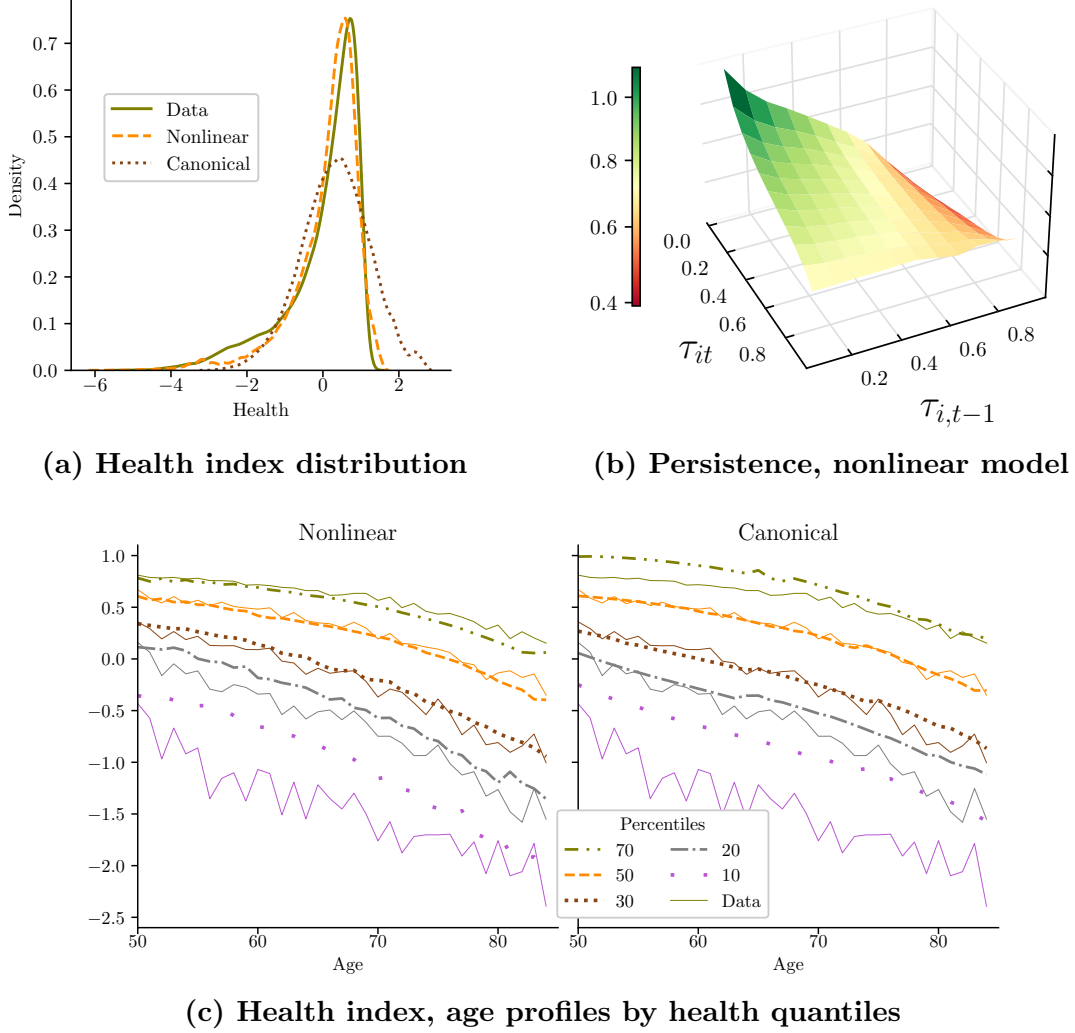 0.7
0.6
0.5
0.4
0.3
0.2
0.1
0.0
Density
Data
Nonlinear
Canonical
−6
−4
−2
0
2
Health
1.0
0.8
0.6
0.4
0.0
0.2
0.4
0.6
0.8
τit
0.2
0.4
0.6
0.8
τi,t−1
(a) Health index distribution
(b) Persistence, nonlinear model
Nonlinear
Canonical
1.0
0.5
0.0
−0.5
−1.0
−1.5
−2.0
−2.5
50
60
70
80
Age
50
60
70
80
Age
Percentiles
70
50
30
20
10
Data
(c) Health index, age profiles by health quantiles